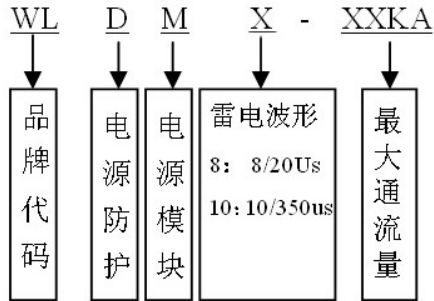 WL D M X - XXKA
品牌代码
电源防护
电源模块
雷电波形
8: 8/20Us
10:10/350us
最大通流量